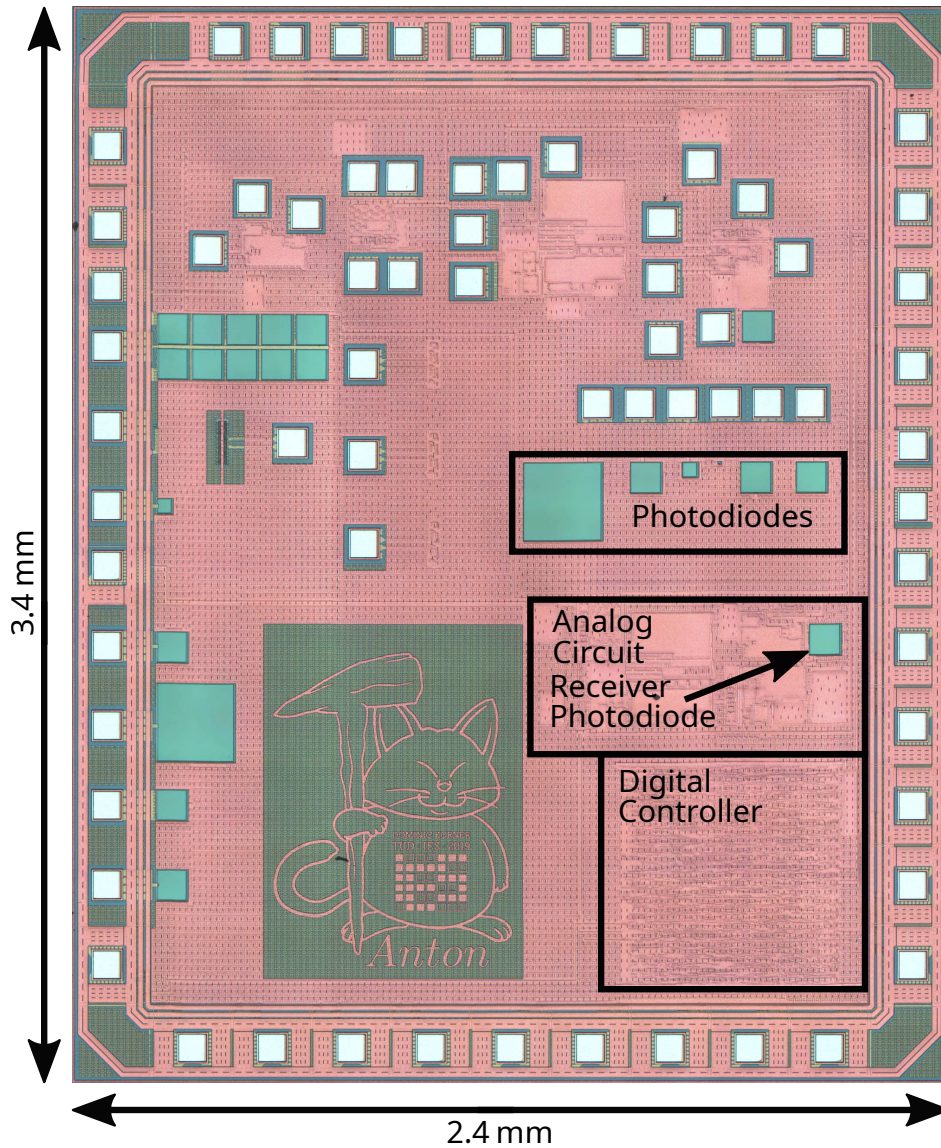 3.4 mm
Photodiodes
Analog
Circuit
Receiver
Photodiode
Digital
Controller
Anton
2.4 mm